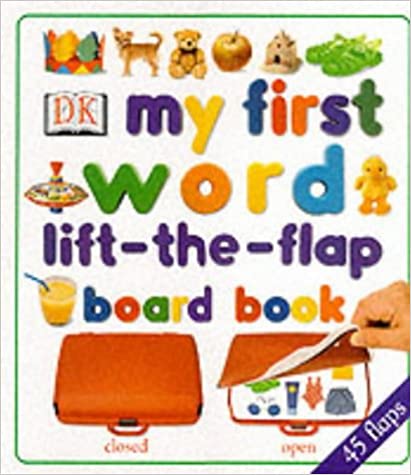 DK
my first
word
lift-the-flap
board book
closed
open
45 flaps